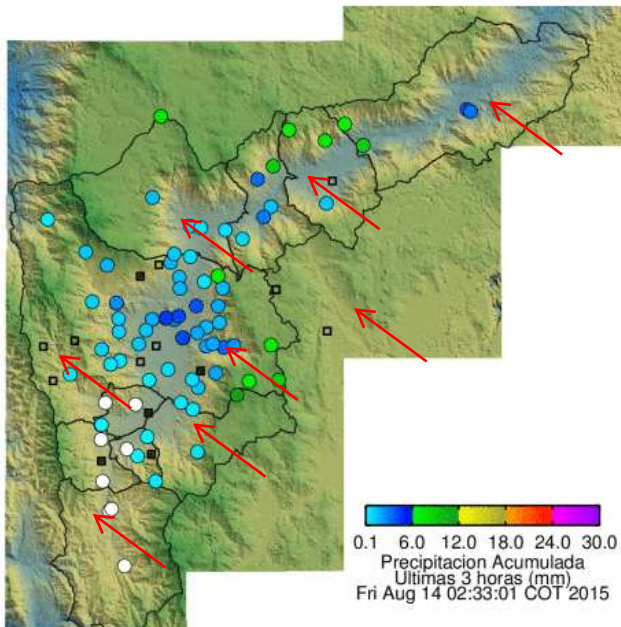 0.1 6.0 12.0 18.0 24.0 30.0
Precipitacion Acumulada
Ultimas 3 horas (mm)
Fri Aug 14 02:33:01 COT 2015